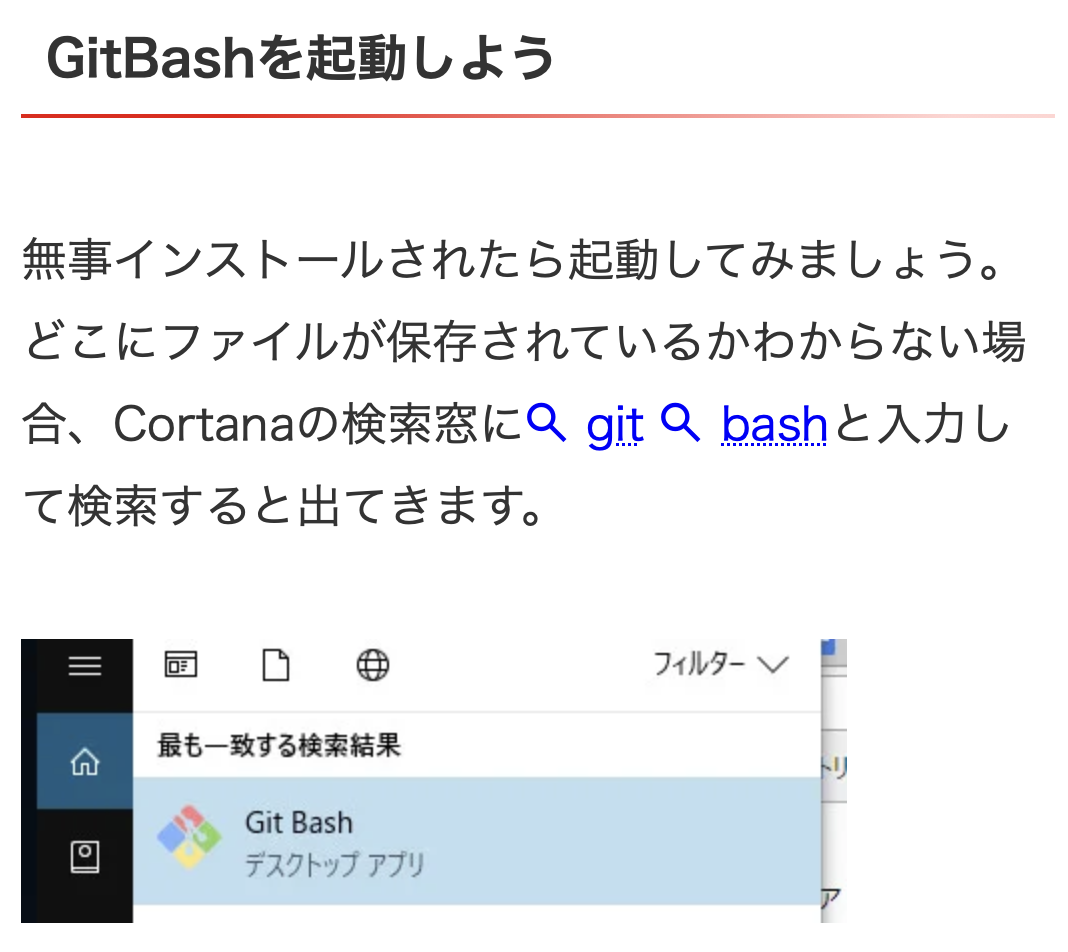 GitBashを起動しよう
無事インストールされたら起動してみましょう。
どこにファイルが保存されているかわからない場
合、Cortanaの検索窓に git bashと入力し
て検索すると出てきます。
フィルター
最も一致する検索結果
Git Bash
デスクトップ アプリ
トリ
ア